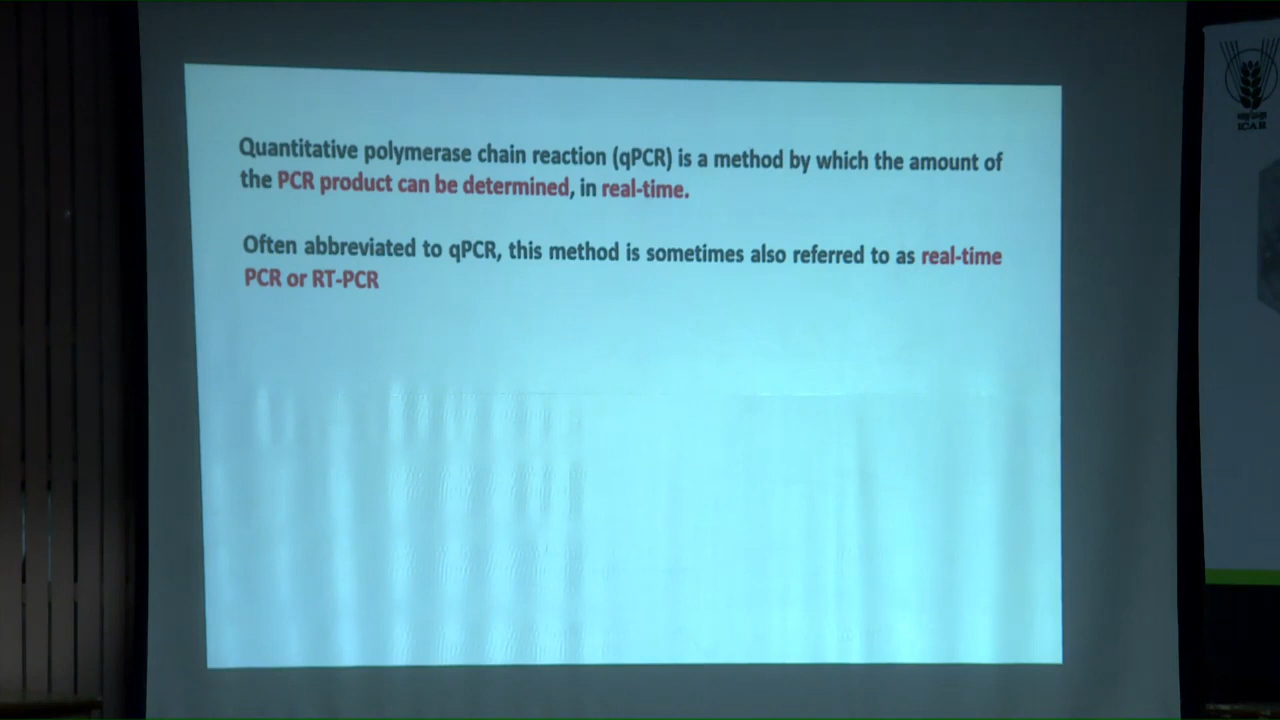 Quantitative polymerase chain reaction (qPCR) is a method by which the amount of
the PCR product can be determined, in real-time.
Often abbreviated to qPCR, this method is sometimes also referred to as real-time
PCR or RT-PCR
ICAR